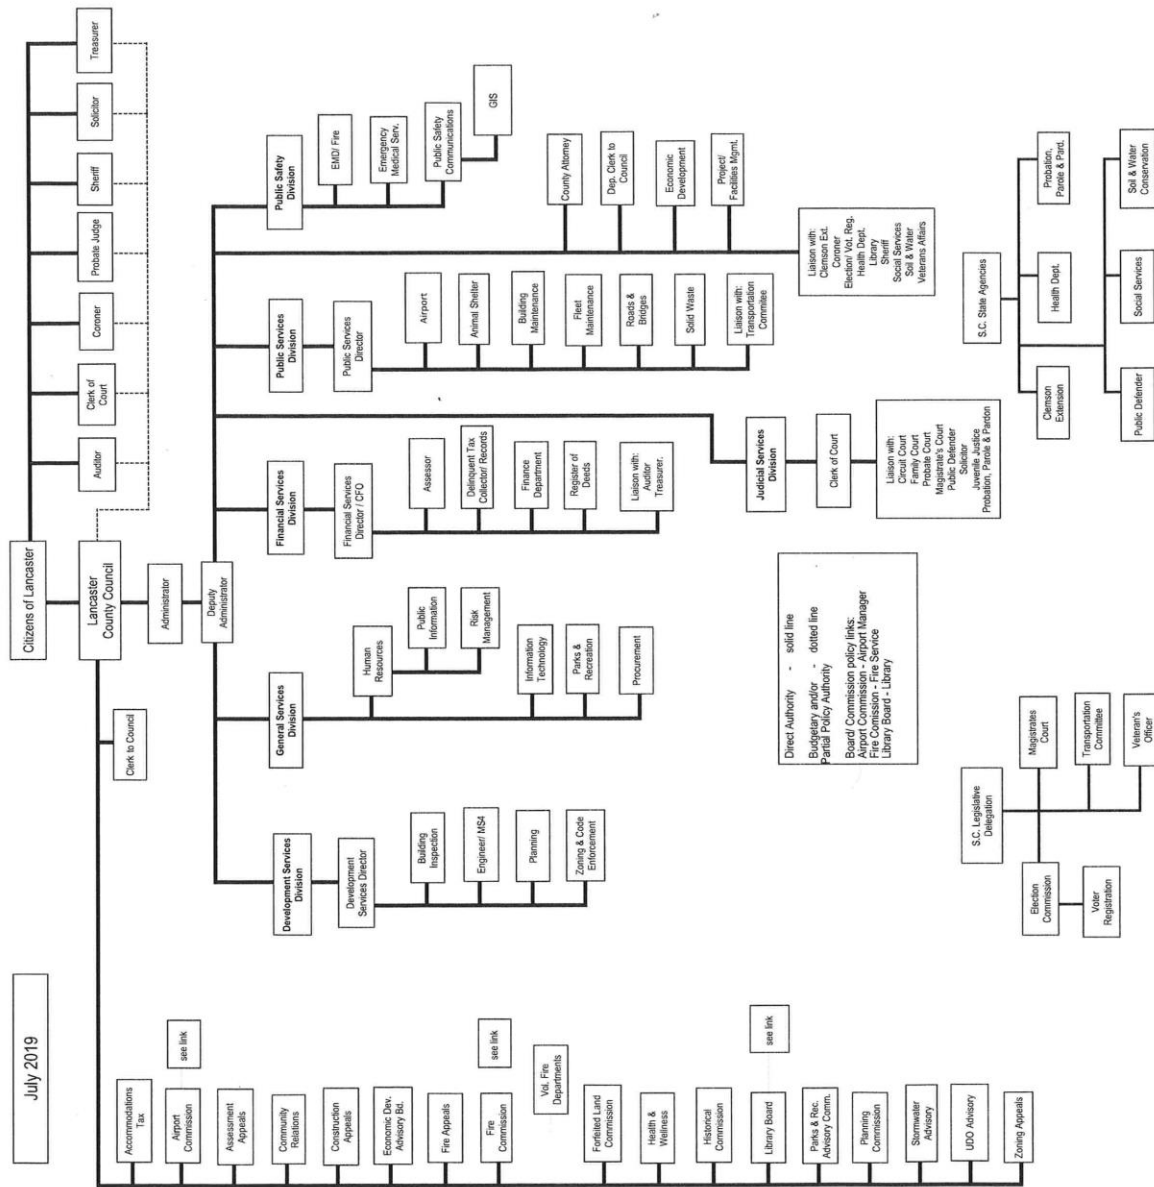 July 2019
Citizens of Lancaster
Auditor
Clerk of
Court
Coroner
Probate Judge
Sheriff
Solicitor
Treasurer
Lancaster
County Council
Clerk to Council
Administrator
Deputy
Administrator
Accommodations
Tax
Airport
Commission
see link
Assessment
Appeals
Community
Relations
Construction
Appeals
Economic Dev.
Advisory Bd.
Fire Appeals
Fire
Commission
see link
Vol. Fire
Departments
Forfeited Land
Commission
Health &
Wellness
Historical
Commission
Library Board
see link
Parks & Rec.
Advisory Comm.
Planning
Commission
Stormwater
Advisory
UDO Advisory
Zoning Appeals
Development Services
Division
Development
Services Director
Building
Inspection
Engineer/ MS4
Planning
Zoning & Code
Enforcement
General Services
Division
Human
Resources
Public
Information
Risk
Management
Information
Technology
Parks &
Recreation
Procurement
Financial Services
Division
Financial Services
Director / CFO
Assessor
Delinquent Tax
Collector/ Records
Finance
Department
Register of
Deeds
Liaison with:
Auditor
Treasurer.
Public Services
Division
Public Services
Director
Airport
Animal Shelter
Building
Maintenance
Fleet
Maintenance
Roads &
Bridges
Solid Waste
Liaison with:
Transportation
Commitee
Public Safety
Division
EMD/ Fire
Emergency
Medical Serv.
Public Safety
Communications
GIS
County Attorney
Dep. Clerk to
Council
Economic
Development
Project/
Facilities Mgmt.
Liaison with:
Clemson Ext.
Coroner
Election/ Vot. Reg.
Health Dept.
Library
Sheriff
Social Services
Soil & Water
Veterans Affairs
Judicial Services
Division
Clerk of Court
Liaison with:
Circuit Court
Family Court
Probate Court
Magistrate's Court
Public Defender
Solicitor
Juvenile Justice
Probation, Parole & Pardon
Direct Authority - solid line
Budgetary and/or - dotted line
Partial Policy Authority
Board/ Commission policy links:
Airport Commission - Airport Manager
Fire Comission - Fire Service
Library Board - Library
S.C. Legislative
Delegation
Election
Commission
Magistrates
Court
Voter
Registration
Transportation
Committee
Veteran's
Officer
S.C. State Agencies
Clemson
Extension
Health Dept.
Probation,
Parole & Pard.
Public Defender
Social Services
Soil & Water
Conservation